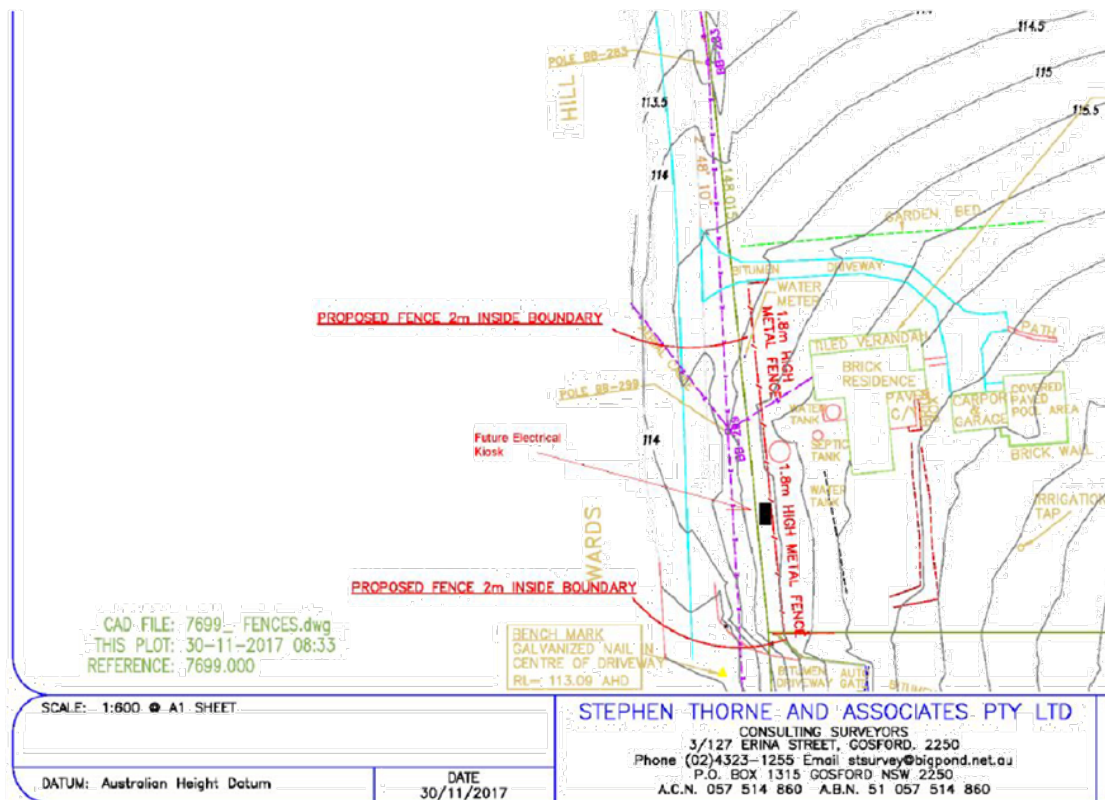 114.5
115
115.5
POLE BB-283
BB-283
HILL
113.5
114
2° 48' 10"
148.015
GARDEN BED
BITUMEN DRIVEWAY
WATER
METER
PROPOSED FENCE 2m INSIDE BOUNDARY
1.8m HIGH
METAL FENCE
TILED VERANDAH
PATH
BRICK
RESIDENCE
POLE BB-299
WATER
TANK
SEPTIC
TANK
CARPORT
&
GARAGE
COVERED
PAVED
POOL AREA
BRICK WALL
114
Future Electrical
Kiosk
1.8m HIGH METAL FENCE
WATER
TANK
IRRIGATION
TAP
WARDS
PROPOSED FENCE 2m INSIDE BOUNDARY
CAD FILE: 7699_ FENCES.dwg
THIS PLOT: 30-11-2017 08:33
REFERENCE: 7699.000
BENCH MARK
GALVANIZED NAIL IN
CENTRE OF DRIVEWAY
RL= 113.09 AHD
BITUMEN
DRIVEWAY
AUTO
GATE
SCALE: 1:600 @ A1 SHEET
DATUM: Australian Height Datum
DATE
30/11/2017
STEPHEN THORNE AND ASSOCIATES PTY LTD
CONSULTING SURVEYORS
3/127 ERINA STREET, GOSFORD. 2250
Phone (02)4323-1255 Email stsurvey@bigpond.net.au
P.O. BOX 1315 GOSFORD NSW 2250
A.C.N. 057 514 860 A.B.N. 51 057 514 860